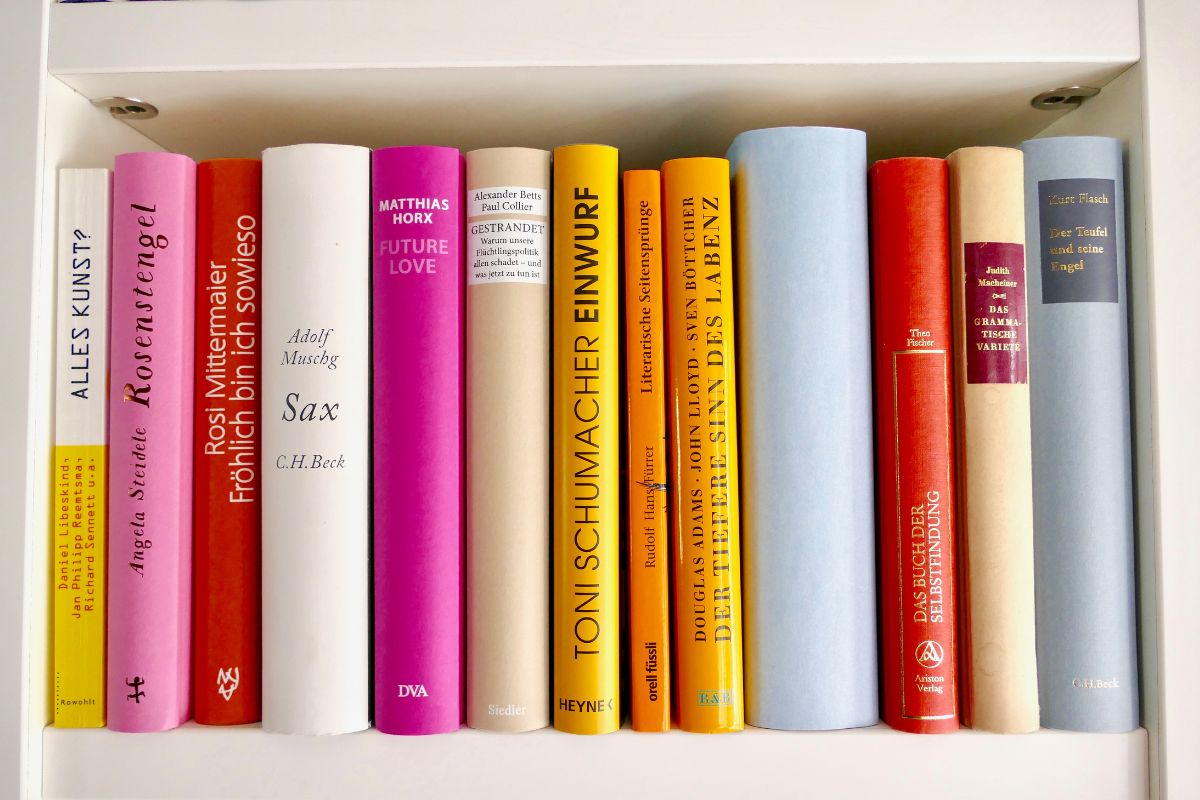 ALLES KUNST?
Daniel Libeskind,
Jan Philipp Reemtsma,
Richard Sennett u.a.
Rowohlt
Angela Steidele Rosenstengel
Rosi Mittermaier
Fröhlich bin ich sowieso
Adolf
Muschg
Sax
C.H.Beck
MATTHIAS
HORX
FUTURE
LOVE
DVA
Alexander Betts
Paul Collier
GESTRANDET
Warum unsere
Flüchtlingspolitik
allen schadet – und
was jetzt zu tun ist
Siedler
TONI SCHUMACHER EINWURF
HEYNE
Rudolf Hans Fürrer Literarische Seitensprünge
orell füssli
DOUGLAS ADAMS · JOHN LLOYD · SVEN BÖTTCHER
DER TIEFERE SINN DES LABENZ
R&B
Theo
Fischer
DAS BUCH DER
SELBSTFINDUNG
Ariston
Verlag
Judith
Macheiner
DAS
GRAMMA-
TISCHE
VARIETÉ
Kurt Flasch
Der Teufel
und seine
Engel
C.H.Beck